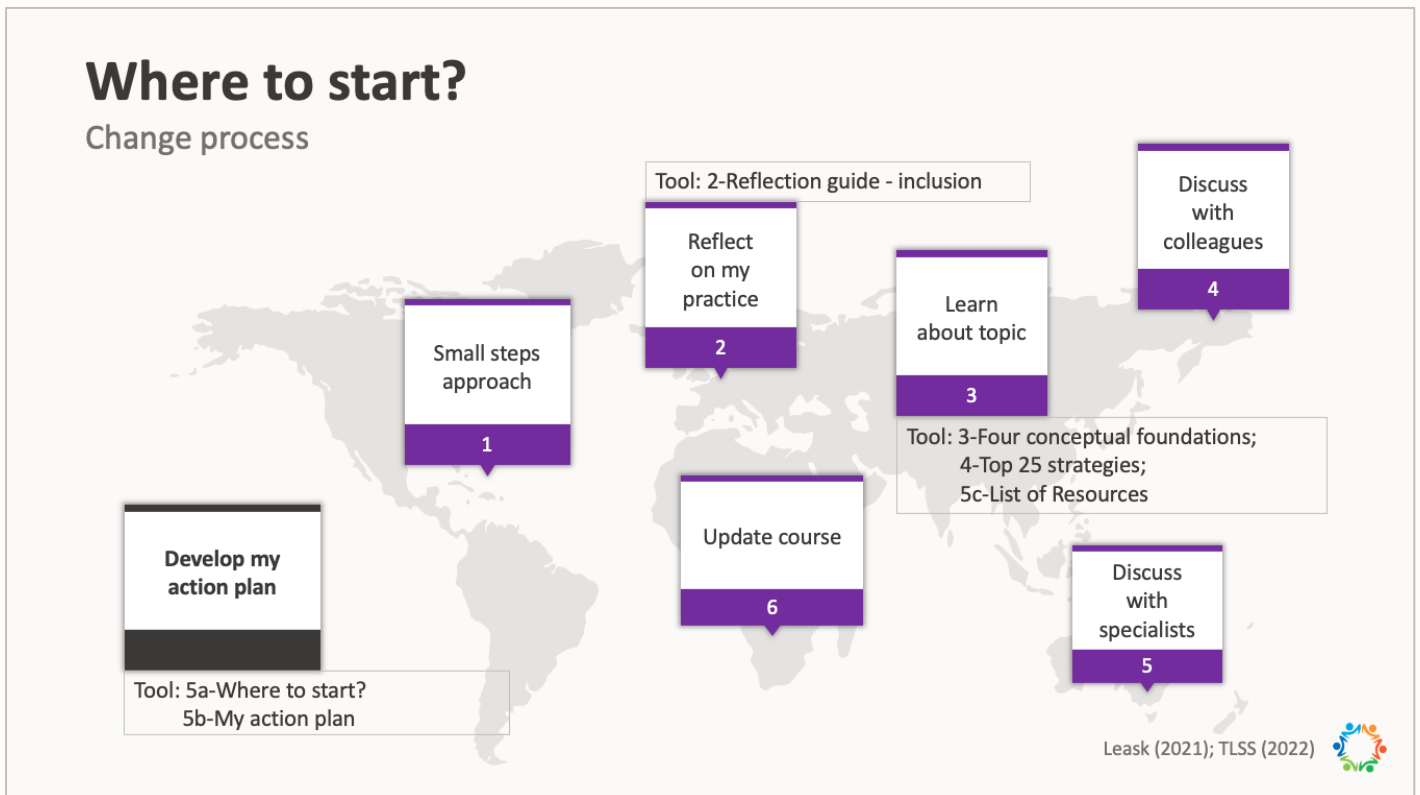 Where to start?
Change process
Develop my
action plan
Tool: 5a-Where to start?
5b-My action plan
Small steps
approach
1
Tool: 2-Reflection guide - inclusion
Reflect
on my
practice
2
Learn
about topic
3
Tool: 3-Four conceptual foundations;
4-Top 25 strategies;
5c-List of Resources
Discuss
with
colleagues
4
Discuss
with
specialists
5
Update course
6
Leask (2021); TLSS (2022)